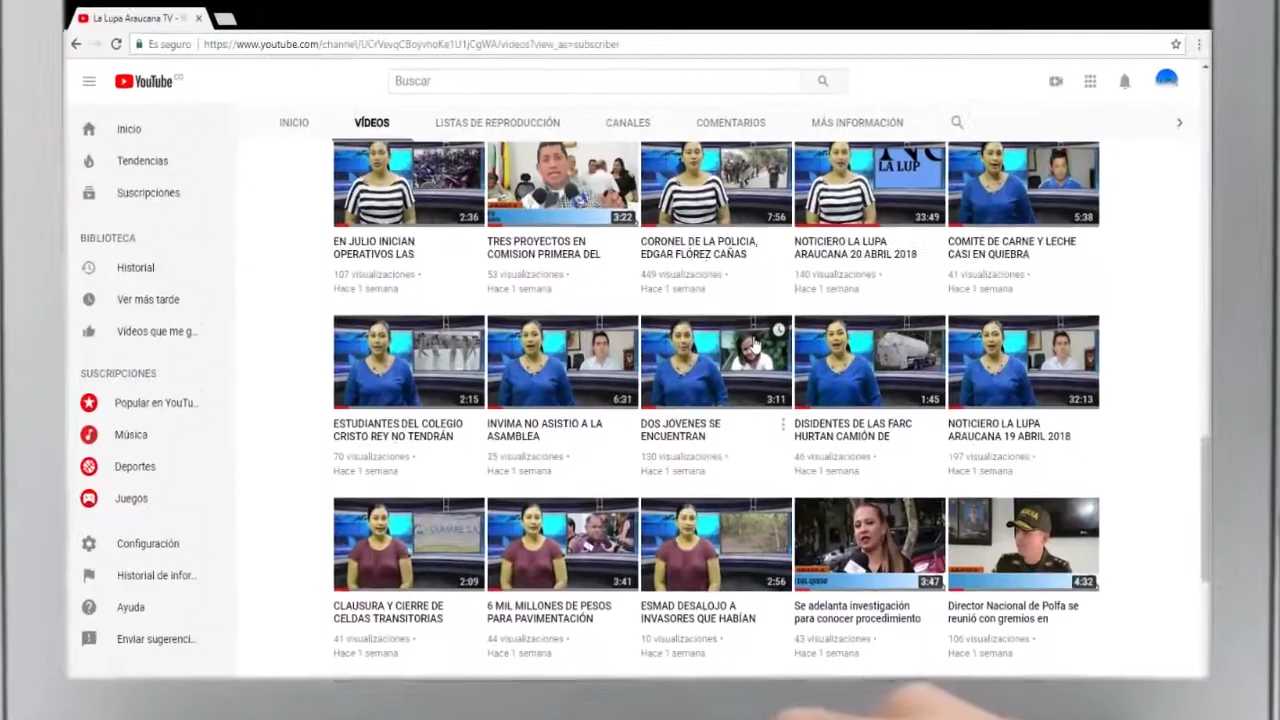 La Lupa Araucana TV -
Es seguro
https://www.youtube.com/channel/UCrVevqCBoyvhoKe1U1jCgWA/videos?view_as=subscriber
YouTube CO
Buscar
INICIO VÍDEOS LISTAS DE REPRODUCCIÓN CANALES COMENTARIOS MÁS INFORMACIÓN
Inicio
Tendencias
Suscripciones
BIBLIOTECA
Historial
Ver más tarde
Vídeos que me g...
SUSCRIPCIONES
Popular en YouTu...
Música
Deportes
Juegos
Configuración
Historial de infor...
Ayuda
Enviar sugerenci...
2:36
EN JULIO INICIAN
OPERATIVOS LAS
107 visualizaciones •
Hace 1 semana
3:22
TRES PROYECTOS EN
COMISION PRIMERA DEL
53 visualizaciones •
Hace 1 semana
7:56
CORONEL DE LA POLICIA,
EDGAR FLÓREZ CAÑAS
449 visualizaciones •
Hace 1 semana
LA LUP
33:49
NOTICIERO LA LUPA
ARAUCANA 20 ABRIL 2018
140 visualizaciones •
Hace 1 semana
5:38
COMITÉ DE CARNE Y LECHE
CASI EN QUIEBRA
41 visualizaciones •
Hace 1 semana
2:15
ESTUDIANTES DEL COLEGIO
CRISTO REY NO TENDRÁN
70 visualizaciones •
Hace 1 semana
6:31
INVIMA NO ASISTIO A LA
ASAMBLEA
25 visualizaciones •
Hace 1 semana
3:11
DOS JÓVENES SE
ENCUENTRAN
130 visualizaciones •
Hace 1 semana
1:45
DISIDENTES DE LAS FARC
HURTAN CAMIÓN DE
46 visualizaciones •
Hace 1 semana
32:13
NOTICIERO LA LUPA
ARAUCANA 19 ABRIL 2018
197 visualizaciones •
Hace 1 semana
2:09
CLAUSURA Y CIERRE DE
CELDAS TRANSITORIAS
41 visualizaciones •
Hace 1 semana
3:41
6 MIL MILLONES DE PESOS
PARA PAVIMENTACIÓN
44 visualizaciones •
Hace 1 semana
2:56
ESMAD DESALOJO A
INVASORES QUE HABÍAN
10 visualizaciones •
Hace 1 semana
DEL QUESO
3:47
Se adelanta investigación
para conocer procedimiento
43 visualizaciones •
Hace 1 semana
4:32
Director Nacional de Polfa se
reunió con gremios en
106 visualizaciones •
Hace 1 semana